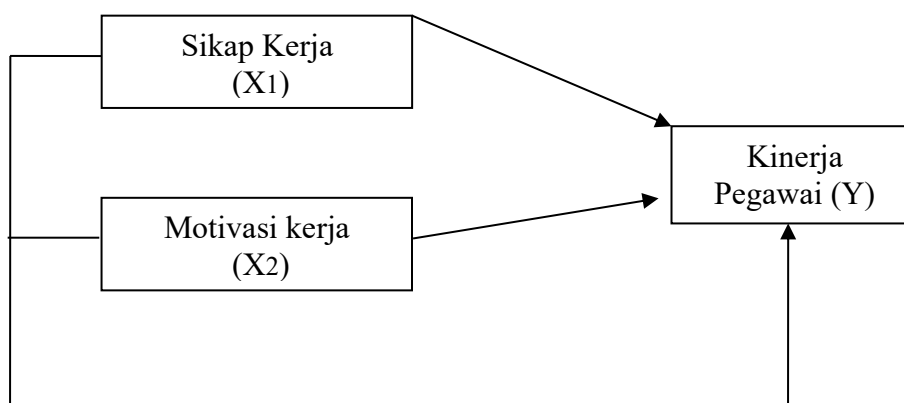 Sikap Kerja
(X1)
Kinerja
Pegawai (Y)
Motivasi kerja
(X2)